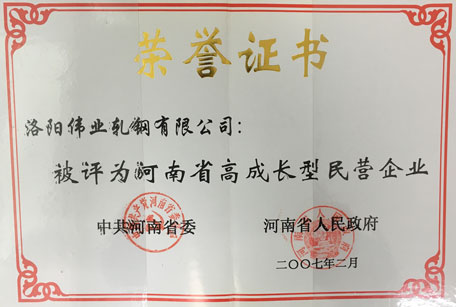 荣誉证书
洛阳伟业轧钢有限公司:
被评为河南省高成长型民营企业
中共河南省委 河南省人民政府
二〇〇七年二月